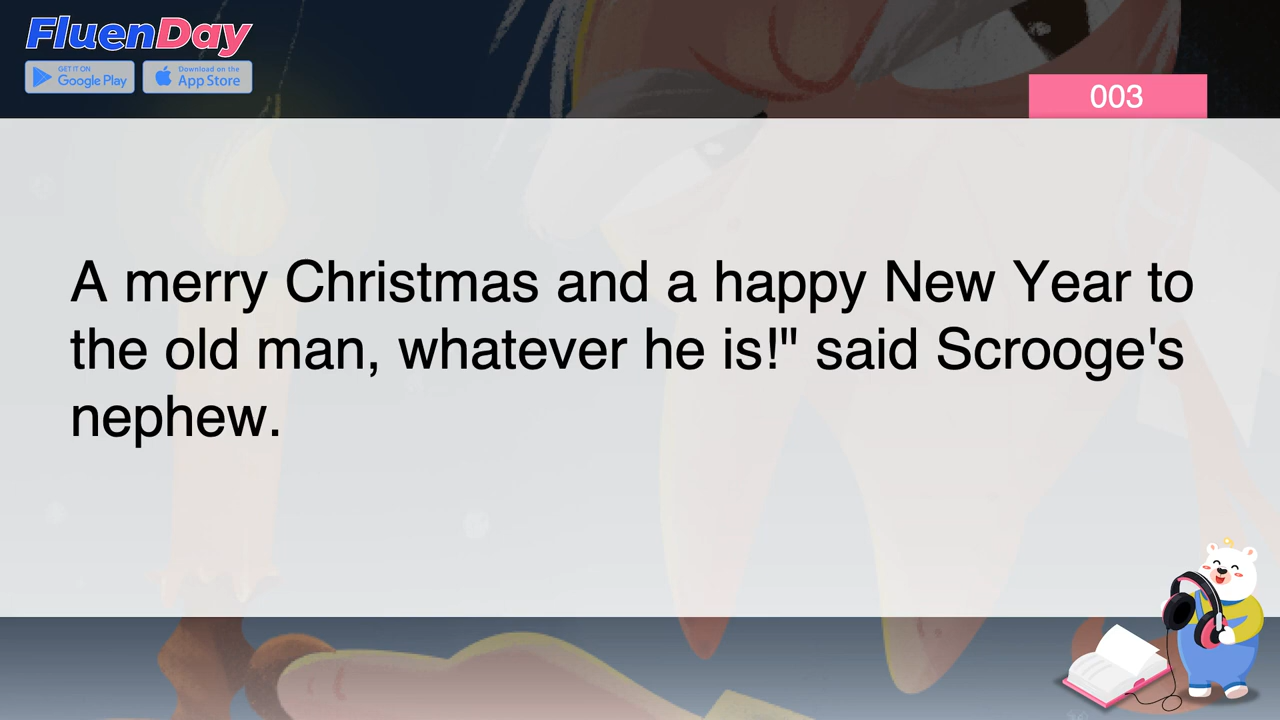 FluenDay
GET IT ON
Google Play
Download on the
App Store
003
A merry Christmas and a happy New Year to
the old man, whatever he is!" said Scrooge's
nephew.